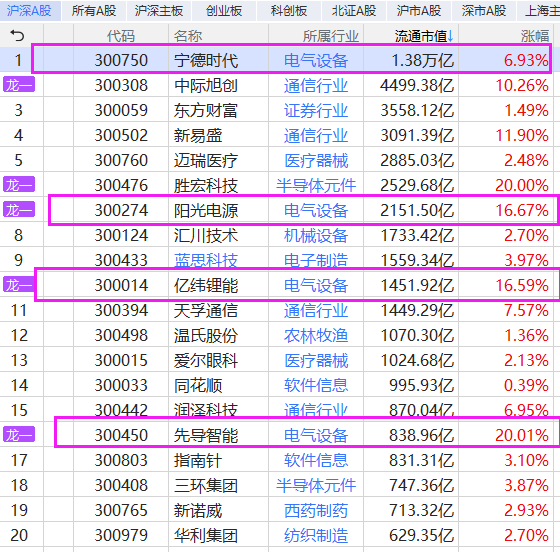 沪深A股 所有A股 沪深主板 创业板 科创板 北证A股 沪市A股 深市A股 上海主
代码 名称 所属行业 流通市值↓ 涨幅
1 300750 宁德时代 电气设备 1.38万亿 6.93%
龙一 300308 中际旭创 通信行业 4499.38亿 10.26%
3 300059 东方财富 证券行业 3558.12亿 1.49%
4 300502 新易盛 通信行业 3091.39亿 11.90%
5 300760 迈瑞医疗 医疗器械 2885.03亿 2.48%
龙一 300476 胜宏科技 半导体元件 2529.68亿 20.00%
龙一 300274 阳光电源 电气设备 2151.50亿 16.67%
8 300124 汇川技术 机械设备 1733.42亿 2.70%
9 300433 蓝思科技 电子制造 1559.34亿 3.97%
龙一 300014 亿纬锂能 电气设备 1451.92亿 16.59%
11 300394 天孚通信 通信行业 1449.29亿 7.57%
12 300498 温氏股份 农林牧渔 1070.30亿 1.36%
13 300015 爱尔眼科 医疗器械 1024.68亿 2.13%
14 300033 同花顺 软件信息 995.93亿 0.39%
15 300442 润泽科技 通信行业 870.04亿 6.95%
龙一 300450 先导智能 电气设备 838.96亿 20.01%
17 300803 指南针 软件信息 831.31亿 3.10%
18 300408 三环集团 半导体元件 747.36亿 3.87%
19 300765 新诺威 西药制药 713.32亿 2.93%
20 300979 华利集团 纺织制造 629.35亿 2.70%